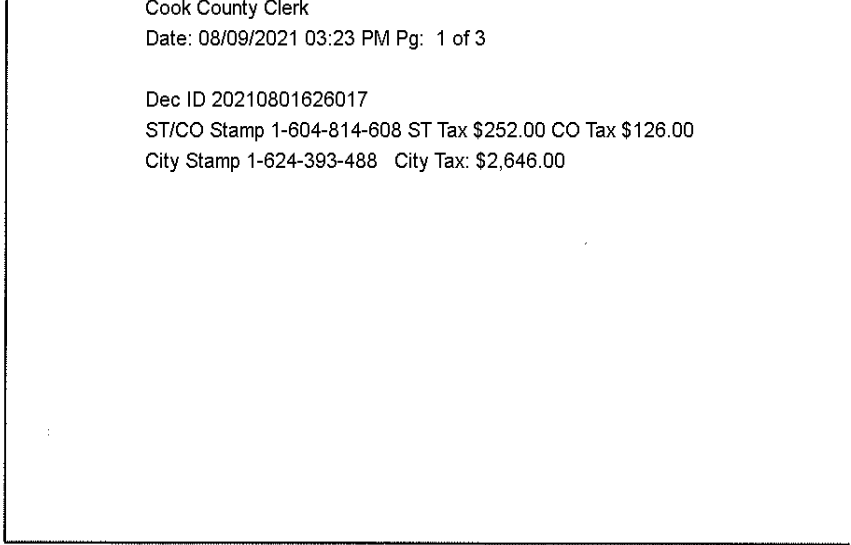 Cook County Clerk
Date: 08/09/2021 03:23 PM Pg: 1 of 3
Dec ID 20210801626017
ST/CO Stamp 1-604-814-608 ST Tax $252.00 CO Tax $126.00
City Stamp 1-624-393-488 City Tax: $2,646.00